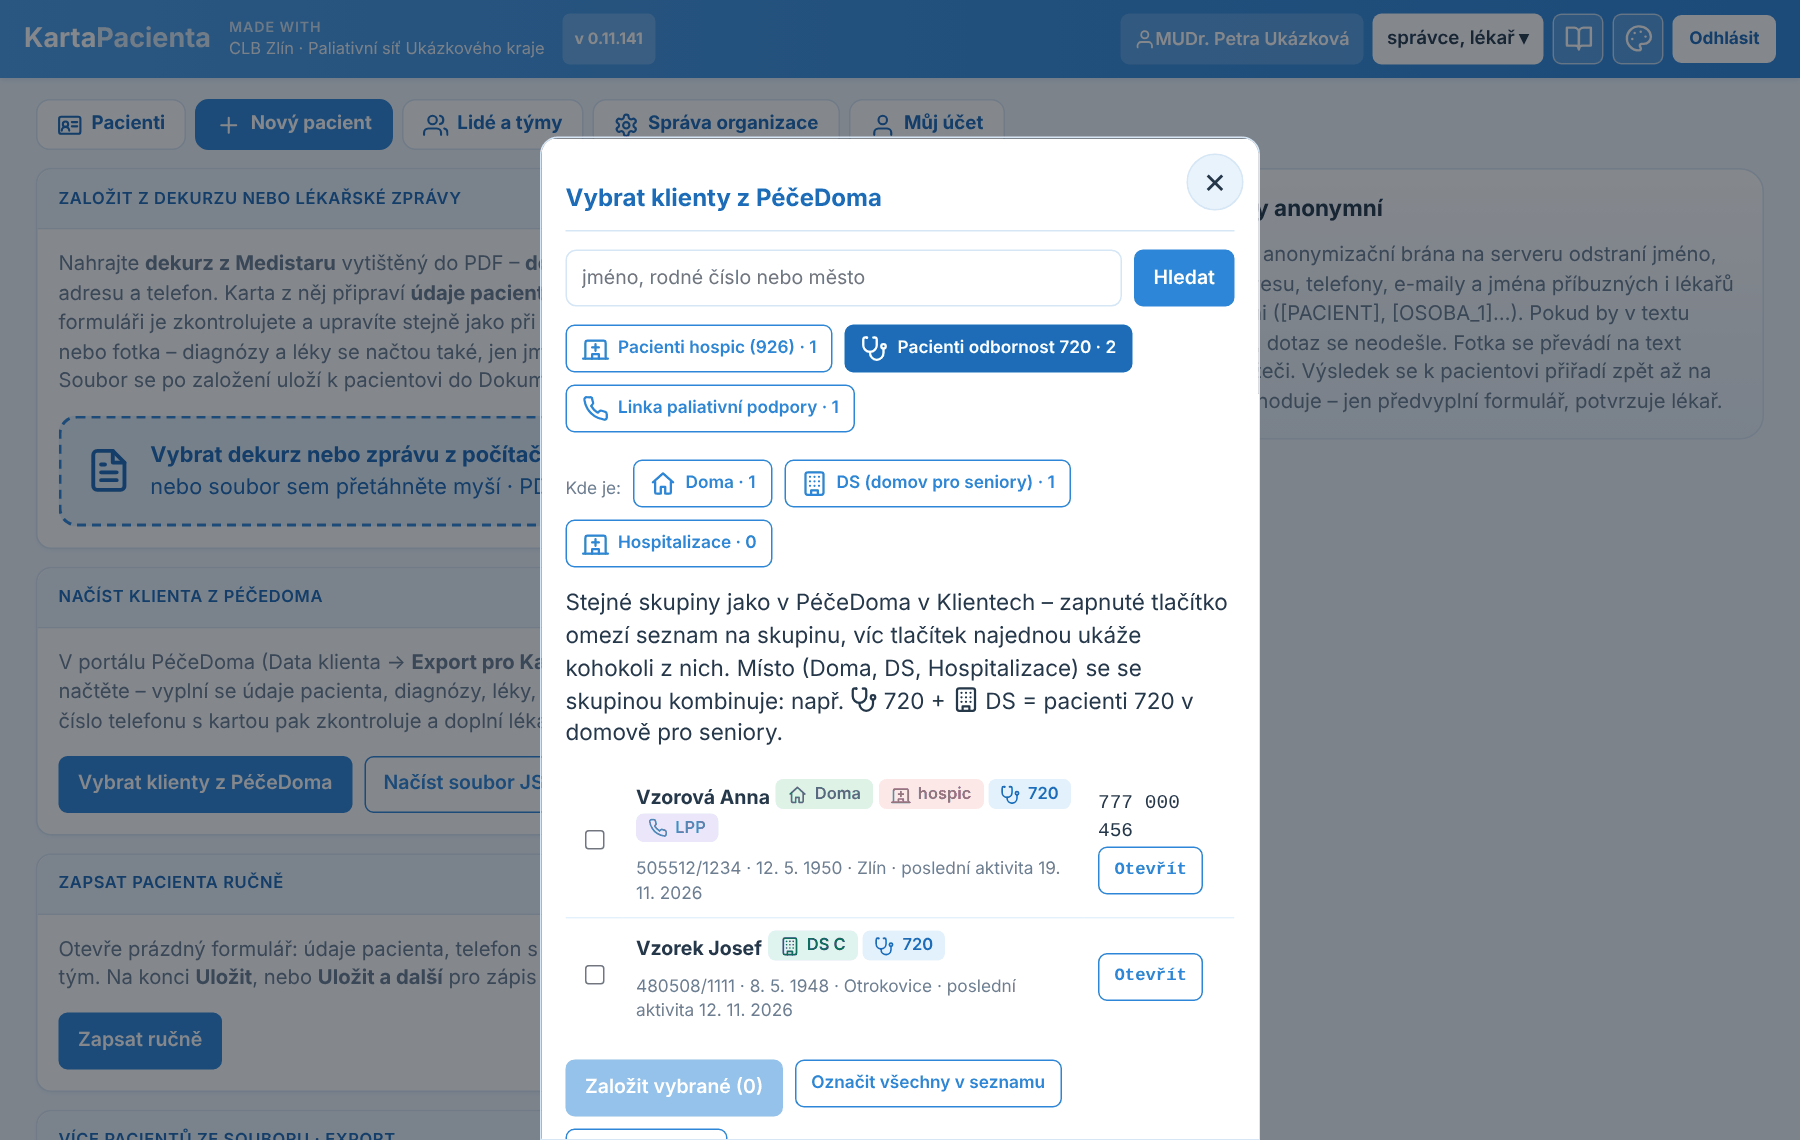 KartaPacienta
MADE WITH
CLB Zlín · Paliativní síť Ukázkového kraje
v 0.11.141
MUDr. Petra Ukázková
správce, lékař ▾
Odhlásit
Pacienti
Nový pacient
Lidé a týmy
Správa organizace
Můj účet
ZALOŽIT Z DEKURZU NEBO LÉKAŘSKÉ ZPRÁVY
Nahrajte dekurz z Medistaru vytištěný do PDF –
adresu a telefon. Karta z něj připraví údaje
formuláři je zkontrolujete a upravíte stejně jako při
nebo fotka – diagnózy a léky se načtou také, jen
Soubor se po založení uloží k pacientovi do
Vybrat dekurz nebo zprávu z
nebo soubor sem přetáhněte myší ·
NAČÍST KLIENTA Z PÉČEDOMA
V portálu PéčeDoma (Data klienta → Export pro
načtěte – vyplní se údaje pacienta, diagnózy, léky,
číslo telefonu s kartou pak zkontroluje a doplní
Vybrat klienty z PéčeDoma
Načíst soubor
ZAPSAT PACIENTA RUČNĚ
Otevře prázdný formulář: údaje pacienta, telefon s
tým. Na konci Uložit, nebo Uložit a další pro zápis
Zapsat ručně
VÍCE PACIENTŮ ZE SOUBORU · EXPORT
Vybrat klienty z PéčeDoma
✕
jméno, rodné číslo nebo město
Hledat
Pacienti hospic (926) · 1
Pacienti odbornost 720 · 2
Linka paliativní podpory · 1
Kde je:
Doma · 1
DS (domov pro seniory) · 1
Hospitalizace · 0
Stejné skupiny jako v PéčeDoma v Klientech – zapnuté tlačítko
omezí seznam na skupinu, víc tlačítek najednou ukáže
kohokoli z nich. Místo (Doma, DS, Hospitalizace) se se
skupinou kombinuje: např. 720 + DS = pacienti 720 v
domově pro seniory.
Vzorová Anna Doma hospic 720
LPP
505512/1234 · 12. 5. 1950 · Zlín · poslední aktivita 19.
11. 2026
777 000
456
Otevřít
Vzorek Josef DS C 720
480508/1111 · 8. 5. 1948 · Otrokovice · poslední
aktivita 12. 11. 2026
Otevřít
Založit vybrané (0)
Označit všechny v seznamu
anonymní
anonymizační brána na serveru odstraní jméno,
telefony, e-maily a jména příbuzných i lékařů
([PACIENT], [OSOBA_1]...). Pokud by v textu
dotaz se neodešle. Fotka se převádí na text
Výsledek se k pacientovi přiřadí zpět až na
– jen předvyplní formulář, potvrzuje lékař.